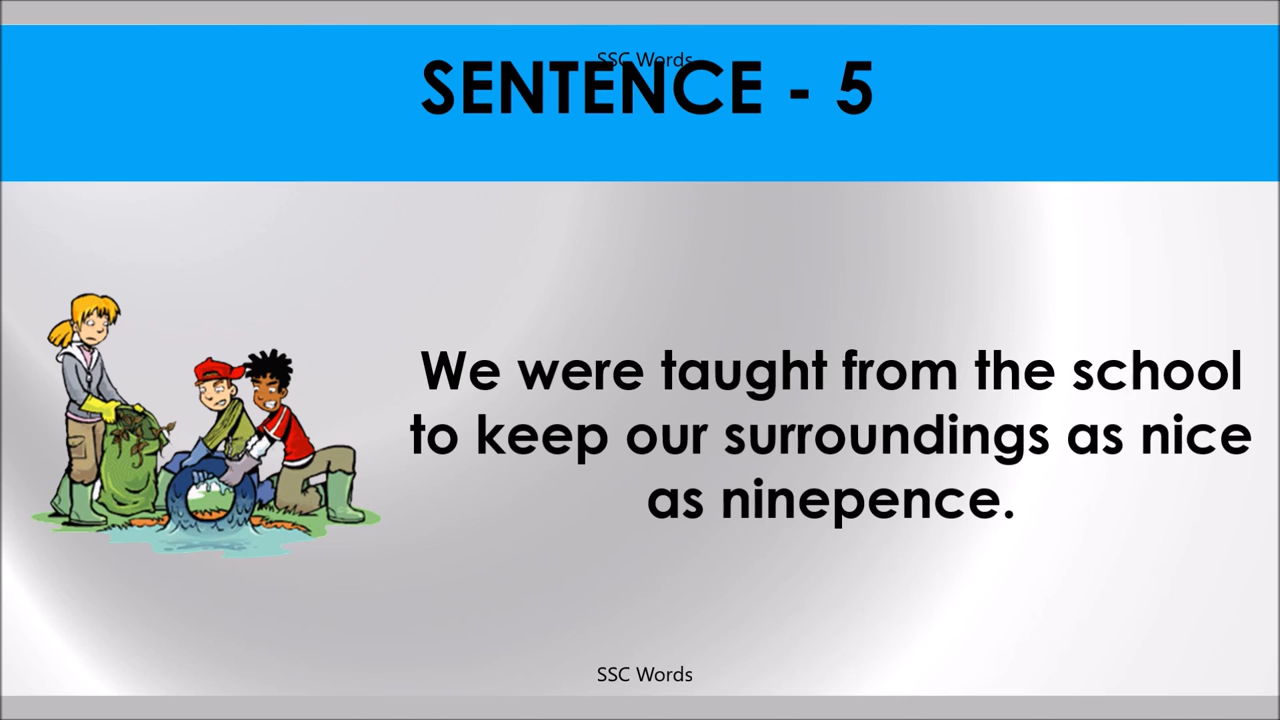 SSC Words
SENTENCE - 5
We were taught from the school
to keep our surroundings as nice
as ninepence.
SSC Words